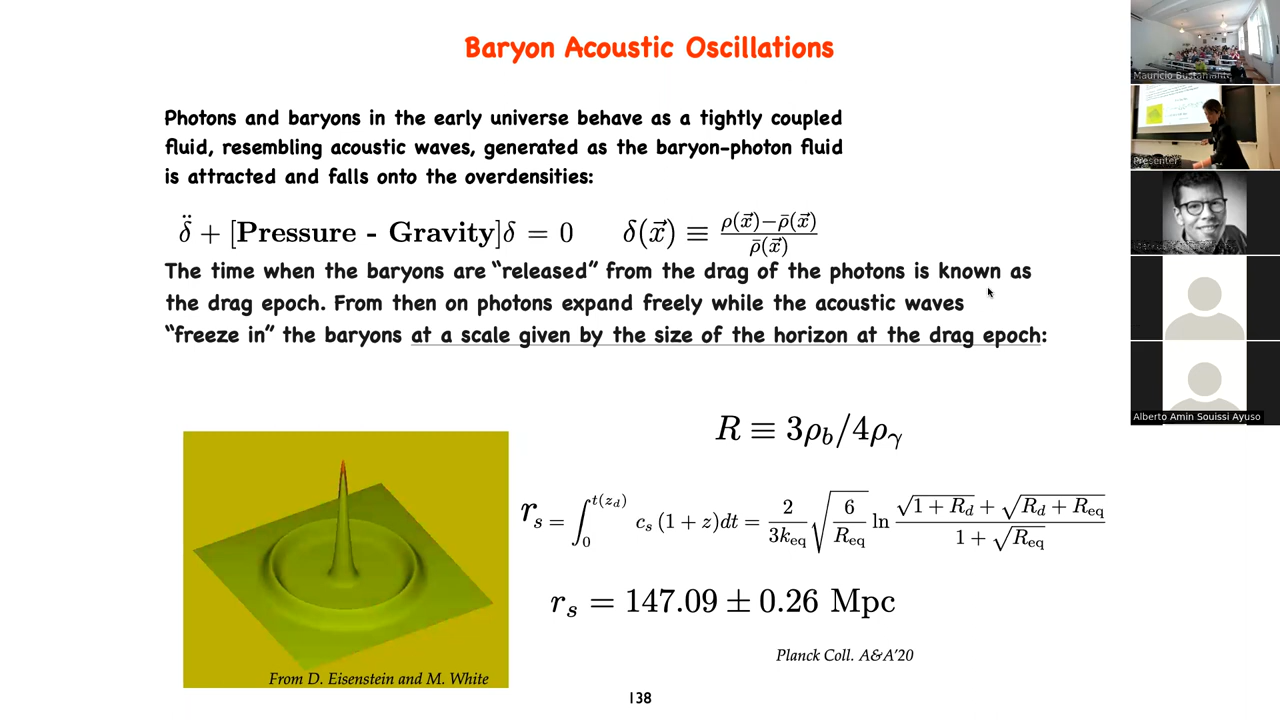 Baryon Acoustic Oscillations
Photons and baryons in the early universe behave as a tightly coupled
fluid, resembling acoustic waves, generated as the baryon-photon fluid
is attracted and falls onto the overdensities:
δ̈ + [Pressure - Gravity]δ = 0 δ(x⃗) ≡ (ρ(x⃗)−ρ̄(x⃗))/ρ̄(x⃗)
The time when the baryons are “released” from the drag of the photons is known as
the drag epoch. From then on photons expand freely while the acoustic waves
“freeze in” the baryons at a scale given by the size of the horizon at the drag epoch:
R ≡ 3ρ_b/4ρ_γ
r_s = ∫_0^{t(z_d)} c_s (1 + z)dt = 2/(3k_eq) √(6/R_eq) ln (√(1 + R_d) + √(R_d + R_eq))/(1 + √R_eq)
r_s = 147.09 ± 0.26 Mpc
Planck Coll. A&A’20
From D. Eisenstein and M. White
138
Mauricio Bustamante
Presenter
Alberto Amin Souissi Ayuso